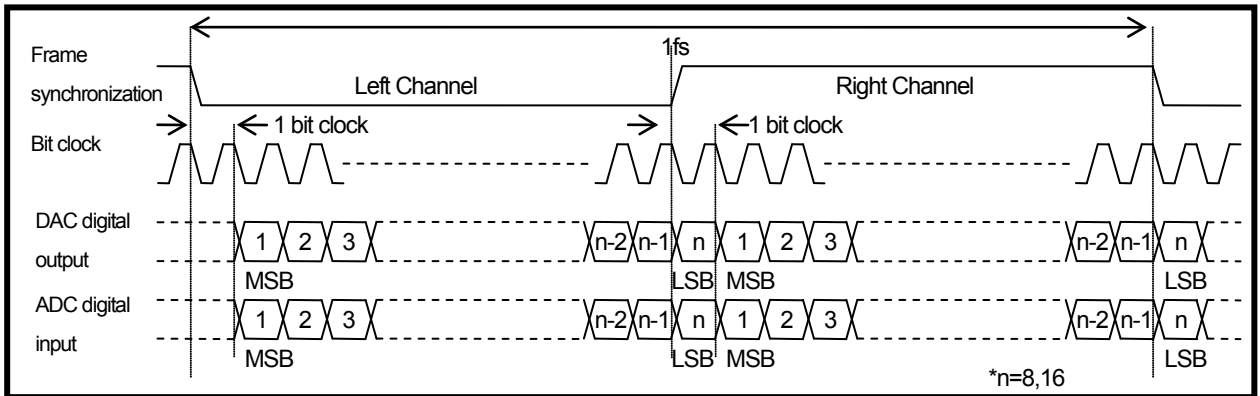 1fs
Frame
synchronization
Left Channel
Right Channel
1 bit clock
1 bit clock
Bit clock
DAC digital
output
1 2 3 n-2 n-1 n 1 2 3 n-2 n-1 n
MSB LSB MSB LSB
ADC digital
input
1 2 3 n-2 n-1 n 1 2 3 n-2 n-1 n
MSB LSB MSB LSB
*n=8,16